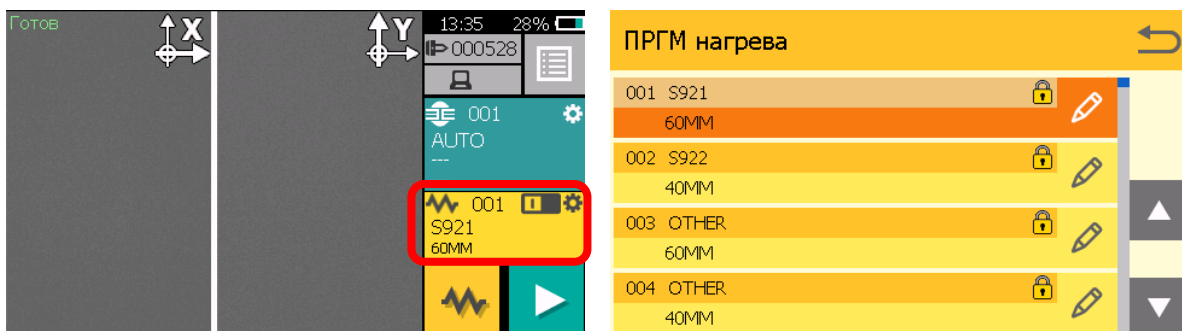 Готов
X
Y
13:35 28%
000528
001
AUTO
---
001
S921
60MM
ПРГМ нагрева
001 S921
60MM
002 S922
40MM
003 OTHER
60MM
004 OTHER
40MM